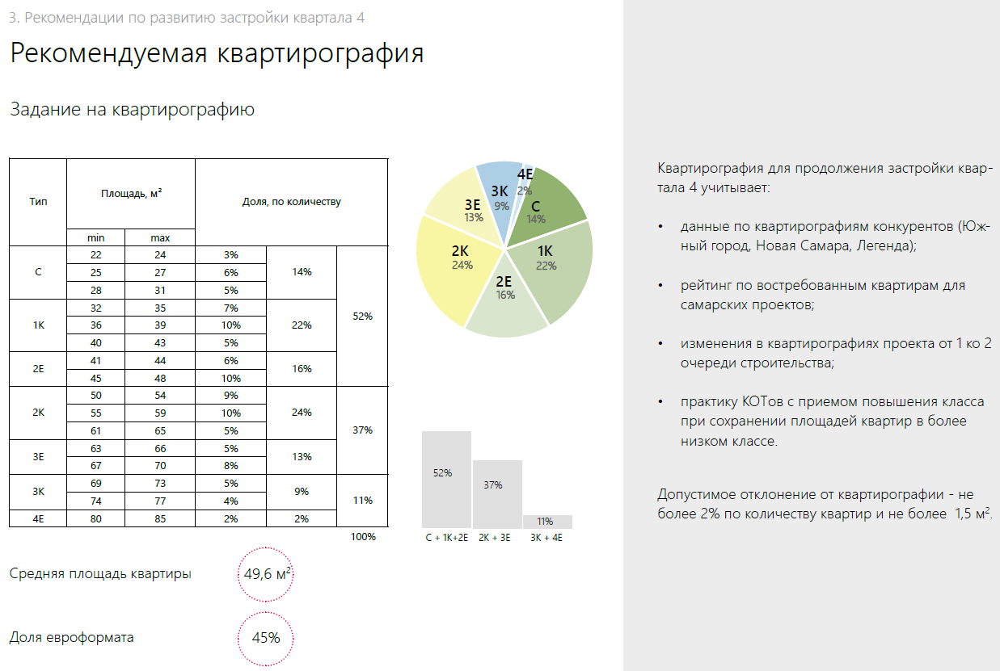 3. Рекомендации по развитию застройки квартала 4
Рекомендуемая квартирография
Задание на квартирографию
Тип Площадь, м² Доля, по количеству
min max
С 22 24 3% 14% 52%
25 27 6%
28 31 5%
1К 32 35 7% 22%
36 39 10%
40 43 5%
2Е 41 44 6% 16%
45 48 10%
2К 50 54 9% 24% 37%
55 59 10%
61 65 5%
3Е 63 66 5% 13%
67 70 8%
3К 69 73 5% 9% 11%
74 77 4%
4Е 80 85 2% 2%
100%
Средняя площадь квартиры 49,6 м²
Доля евроформата 45%
4Е
2%
С
14%
1К
22%
2Е
16%
2К
24%
3Е
13%
3К
9%
52%
37%
11%
С + 1К+2Е 2К + 3Е 3К + 4Е
Квартирография для продолжения застройки квар-
тала 4 учитывает:
• данные по квартирографиям конкурентов (Юж-
ный город, Новая Самара, Легенда);
• рейтинг по востребованным квартирам для
самарских проектов;
• изменения в квартирографиях проекта от 1 ко 2
очереди строительства;
• практику КОТов с приемом повышения класса
при сохранении площадей квартир в более
низком классе.
Допустимое отклонение от квартирографии - не
более 2% по количеству квартир и не более 1,5 м².